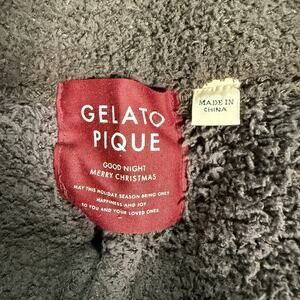 GELATO
PIQUE
GOOD NIGHT
MERRY CHRISTMAS
MAY THIS HOLIDAY SEASON BRING ONLY
HAPPINESS AND JOY
TO YOU AND YOUR LOVED ONES
MADE IN
CHINA